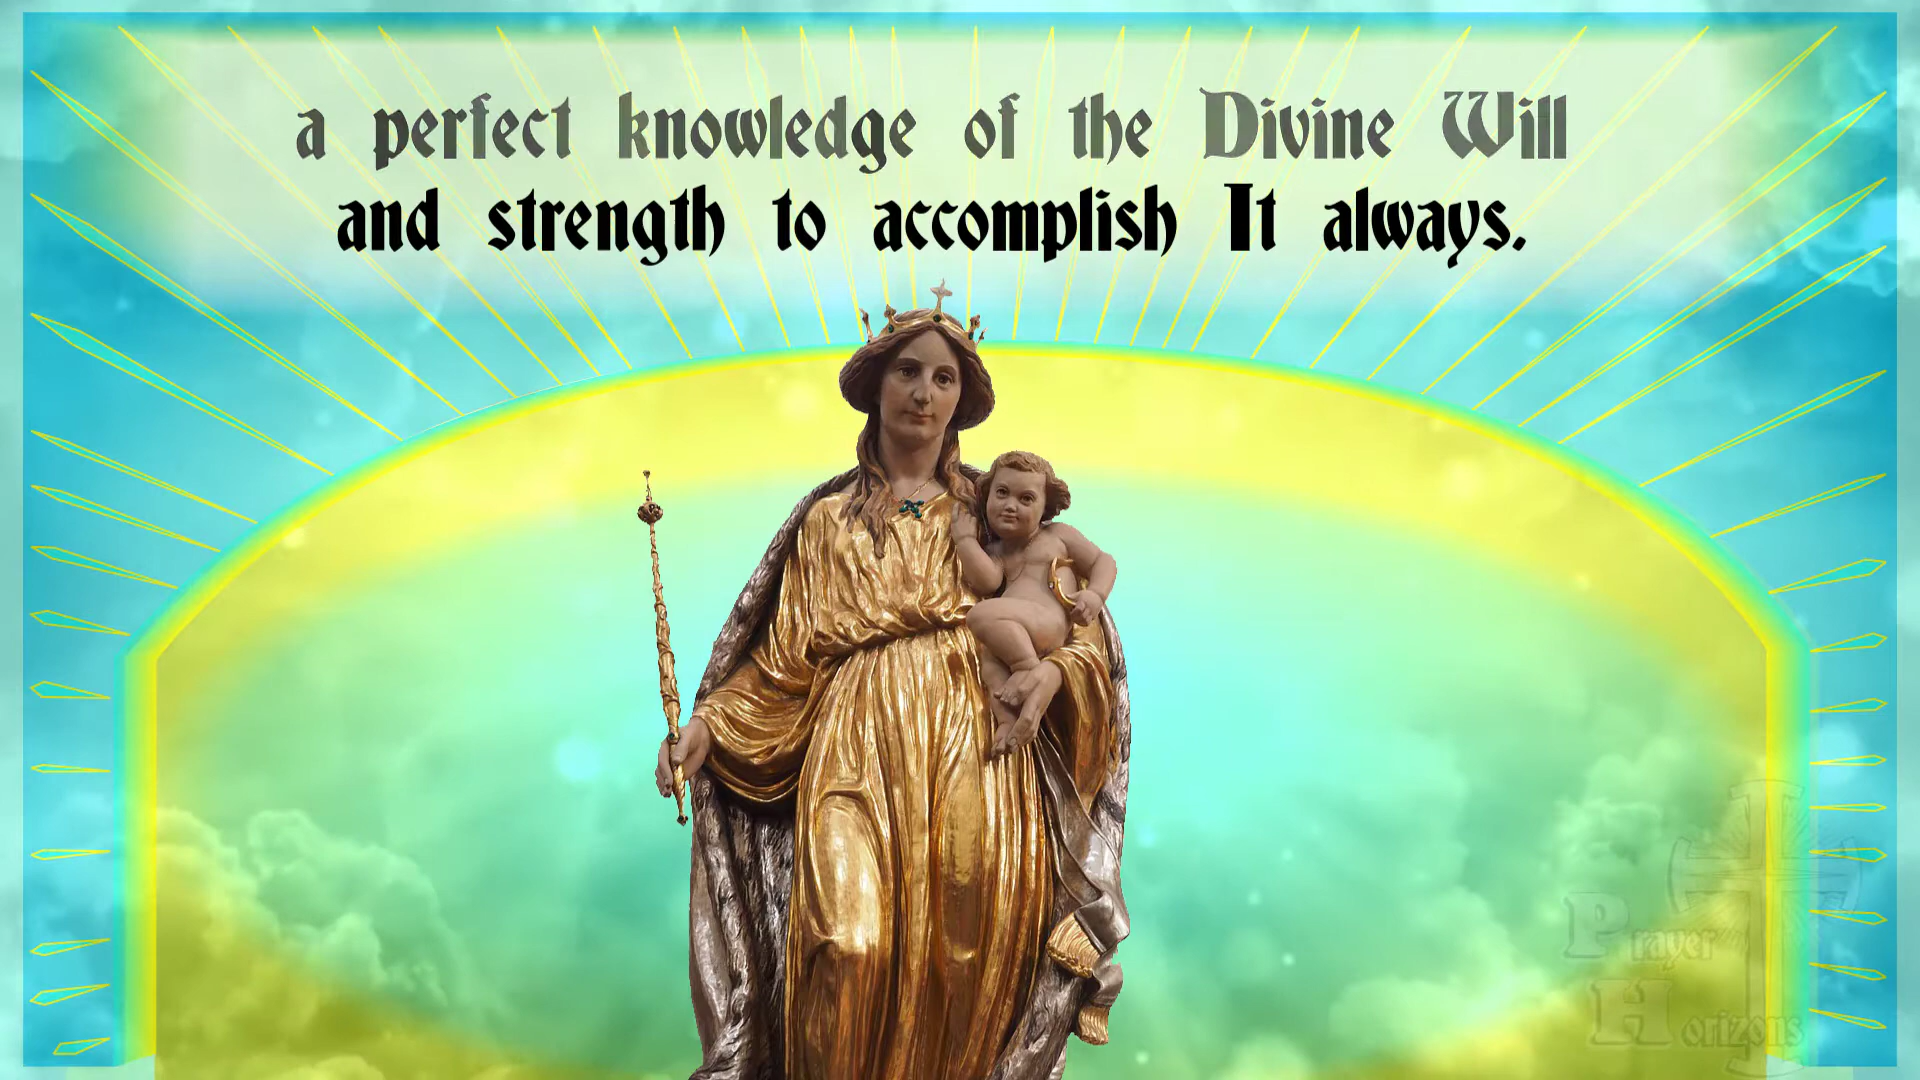 a perfect knowledge of the Divine Will
and strength to accomplish It always.
Prayer
Horizons